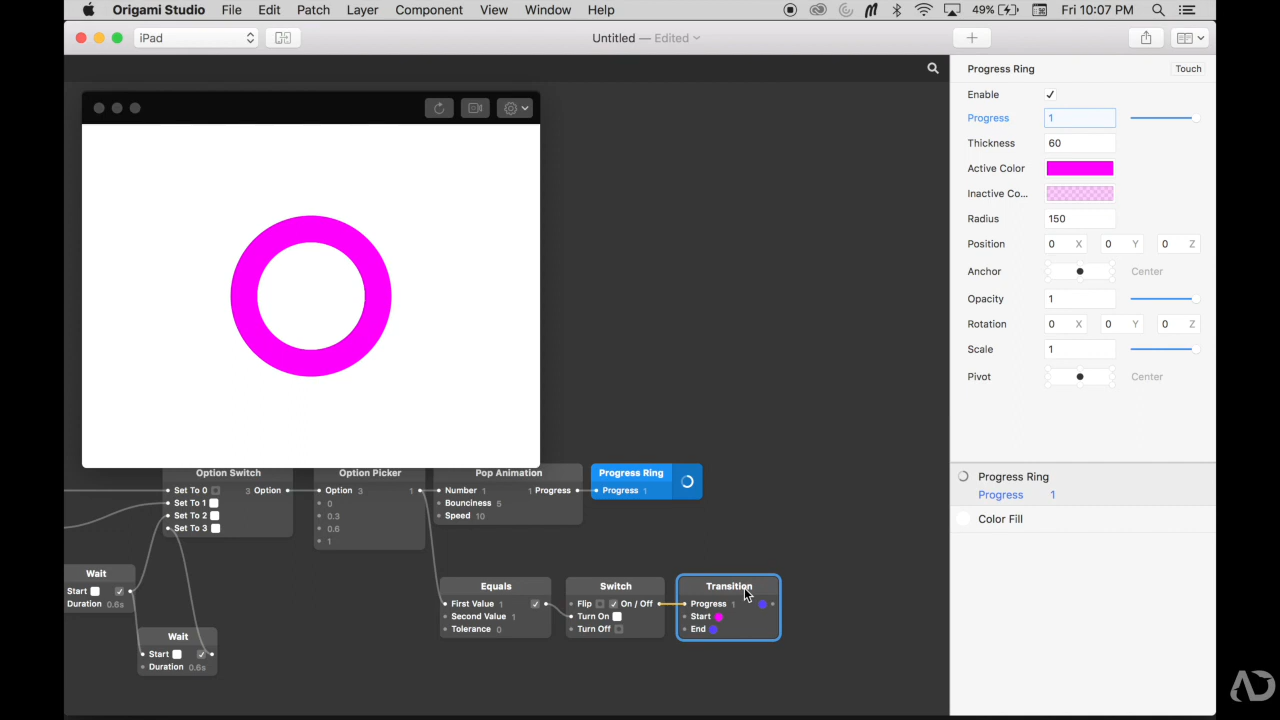 Origami Studio File Edit Patch Layer Component View Window Help 49% Fri 10:07 PM
iPad
Untitled — Edited
Progress Ring Touch
Enable
Progress 1
Thickness 60
Active Color
Inactive Co...
Radius 150
Position 0 X 0 Y 0 Z
Anchor Center
Opacity 1
Rotation 0 X 0 Y 0 Z
Scale 1
Pivot Center
Progress Ring
Progress 1
Color Fill
Option Switch
Set To 0 3 Option
Set To 1
Set To 2
Set To 3
Option Picker
Option 3 1
0
0.3
0.6
1
Pop Animation
Number 1 1 Progress
Bounciness 5
Speed 10
Progress Ring
Progress 1
Wait
Start
Duration 0.6s
Wait
Start
Duration 0.6s
Equals
First Value 1
Second Value 1
Tolerance 0
Switch
Flip On / Off
Turn On
Turn Off
Transition
Progress 1
Start
End
AD